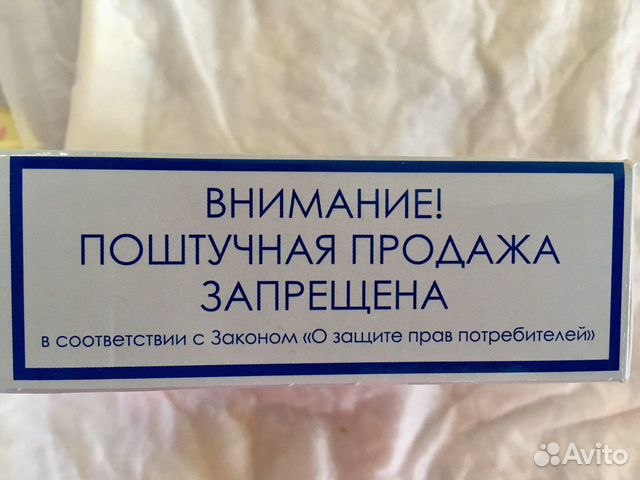 ВНИМАНИЕ!
ПОШТУЧНАЯ ПРОДАЖА
ЗАПРЕЩЕНА
в соответствии с Законом «О защите прав потребителей»
Avito